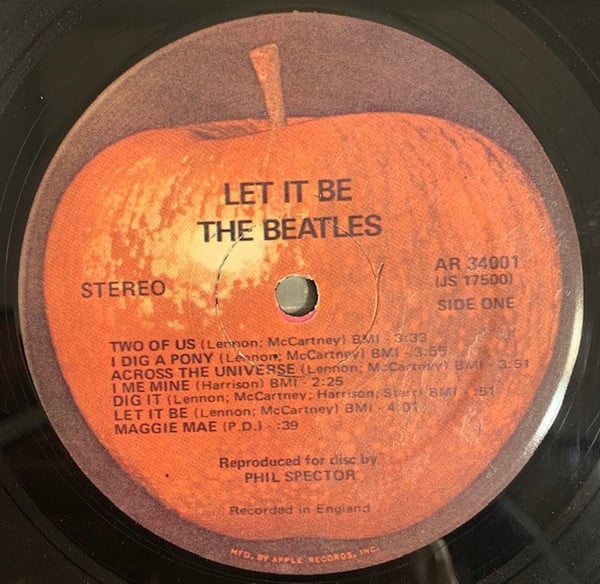 LET IT BE
THE BEATLES
STEREO
AR 34001
(JS 17500)
SIDE ONE
TWO OF US (Lennon; McCartney) BMI - 3:33
I DIG A PONY (Lennon; McCartney) BMI - 3:55
ACROSS THE UNIVERSE (Lennon; McCartney) BMI - 3:51
I ME MINE (Harrison) BMI - 2:25
DIG IT (Lennon; McCartney; Harrison; Starr) BMI - :51
LET IT BE (Lennon; McCartney) BMI - 4:01
MAGGIE MAE (P.D.) - :39
Reproduced for disc by
PHIL SPECTOR
Recorded in England
MFD. BY APPLE RECORDS, INC.